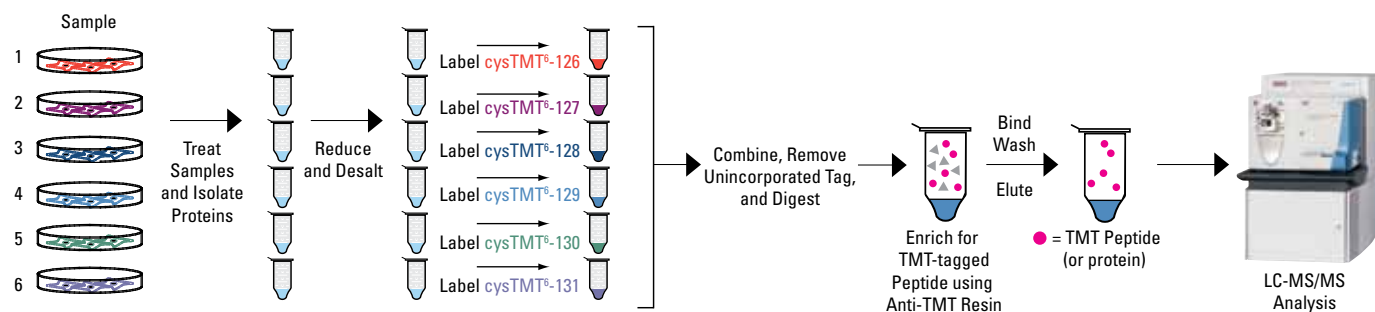 Sample
1
2
3
4
5
6
Treat
Samples
and Isolate
Proteins
Reduce
and Desalt
Label cysTMT⁶-126
Label cysTMT⁶-127
Label cysTMT⁶-128
Label cysTMT⁶-129
Label cysTMT⁶-130
Label cysTMT⁶-131
Combine, Remove
Unincorporated Tag,
and Digest
Enrich for
TMT-tagged
Peptide using
Anti-TMT Resin
Bind
Wash
Elute
= TMT Peptide
(or protein)
LC-MS/MS
Analysis